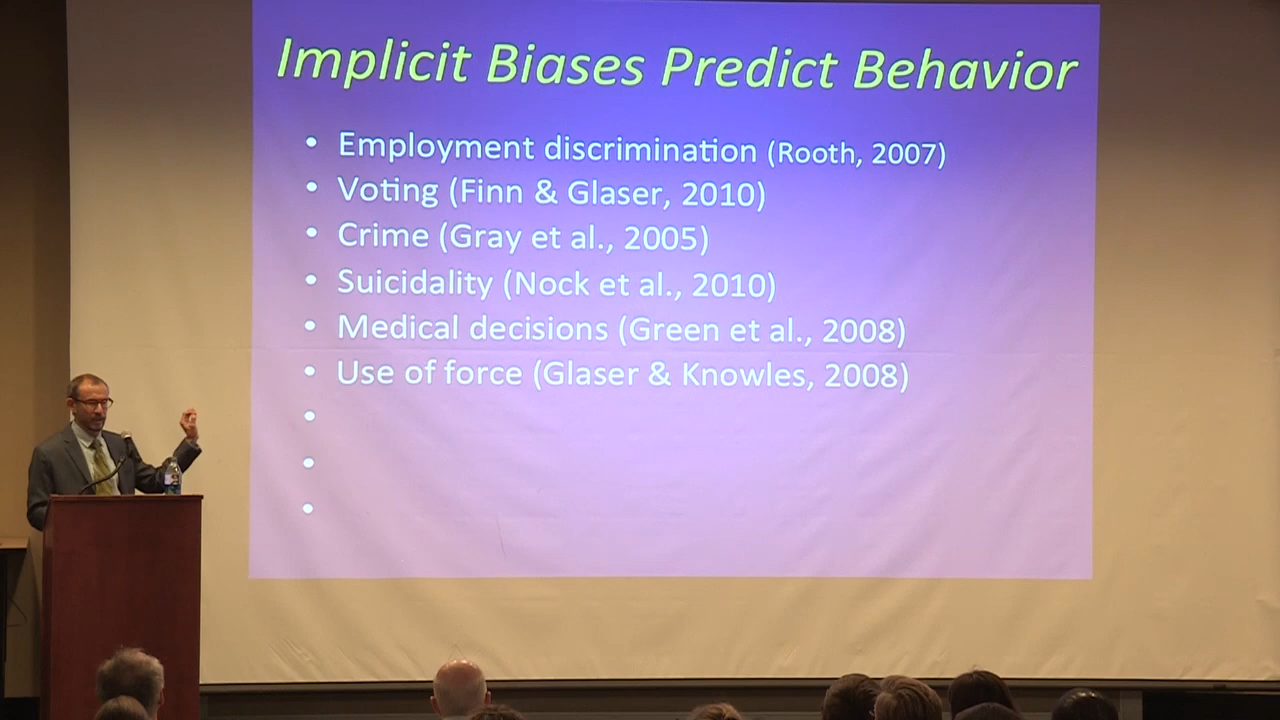 Implicit Biases Predict Behavior
• Employment discrimination (Rooth, 2007)
• Voting (Finn & Glaser, 2010)
• Crime (Gray et al., 2005)
• Suicidality (Nock et al., 2010)
• Medical decisions (Green et al., 2008)
• Use of force (Glaser & Knowles, 2008)
•
•
•